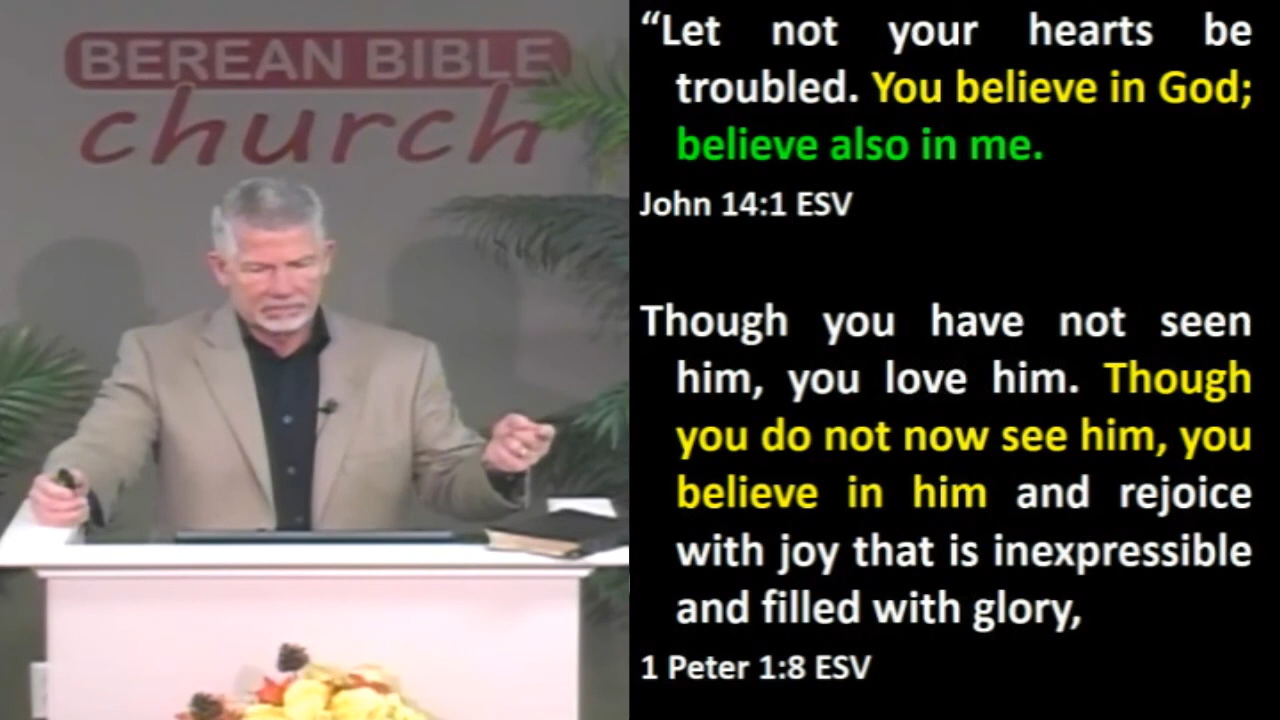 BEREAN BIBLE
church
“Let not your hearts be
troubled. You believe in God;
believe also in me.
John 14:1 ESV
Though you have not seen
him, you love him. Though
you do not now see him, you
believe in him and rejoice
with joy that is inexpressible
and filled with glory,
1 Peter 1:8 ESV